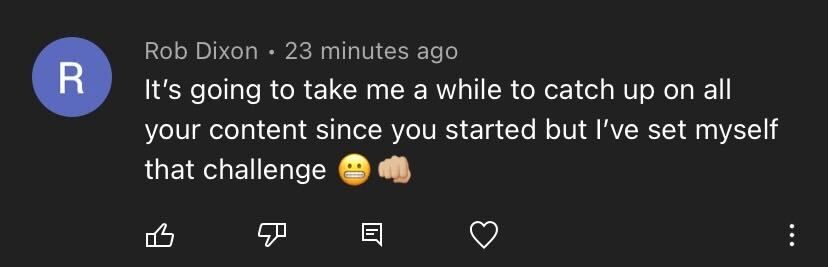 R
Rob Dixon • 23 minutes ago
It’s going to take me a while to catch up on all
your content since you started but I’ve set myself
that challenge 😬👊🏼